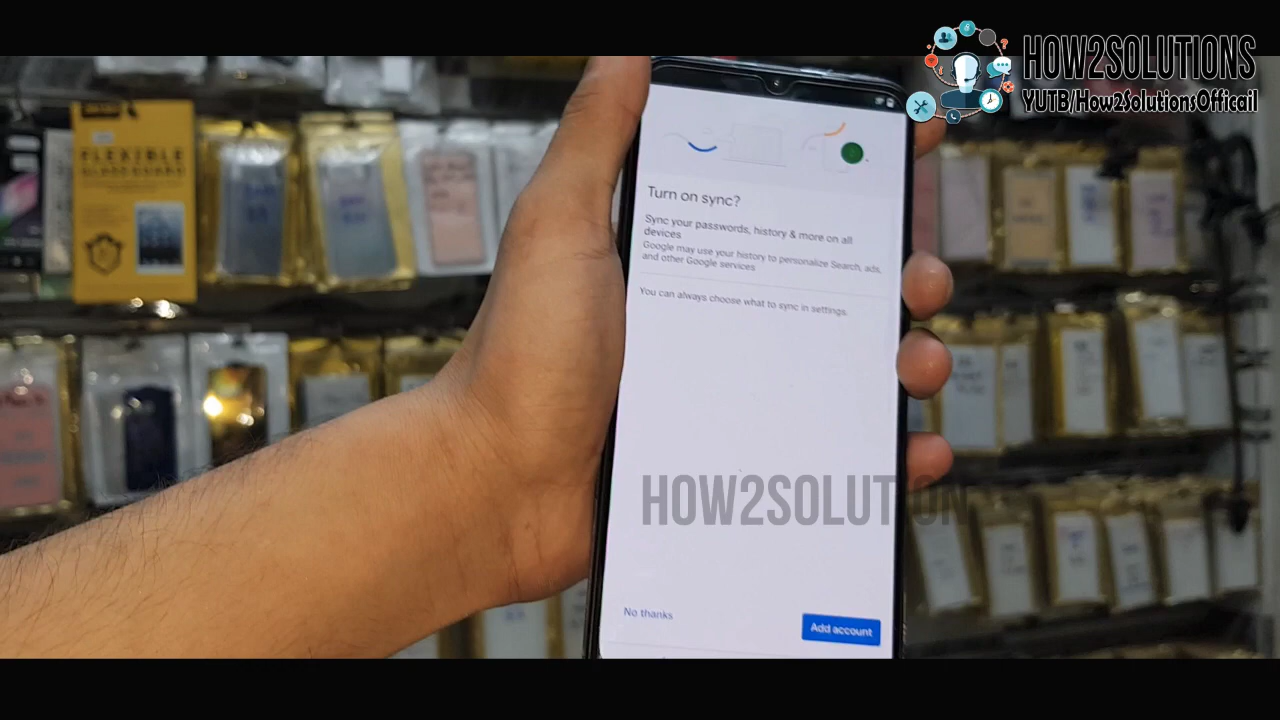 HOW2SOLUTIONS
YUTB/How2SolutionsOfficail
FLEXIBLE
Turn on sync?
Sync your passwords, history & more on all
devices
Google may use your history to personalize Search, ads,
and other Google services
You can always choose what to sync in settings.
HOW2SOLUTION
No thanks
Add account